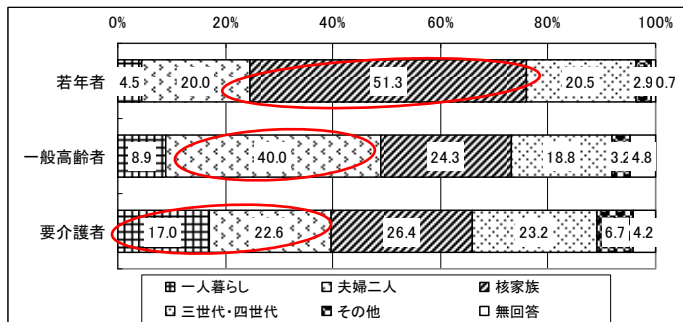 0% 20% 40% 60% 80% 100%
若年者 4.5 20.0 51.3 20.5 2.9 0.7
一般高齢者 8.9 40.0 24.3 18.8 3.2 4.8
要介護者 17.0 22.6 26.4 23.2 6.7 4.2
一人暮らし 夫婦二人 核家族
三世代・四世代 その他 無回答